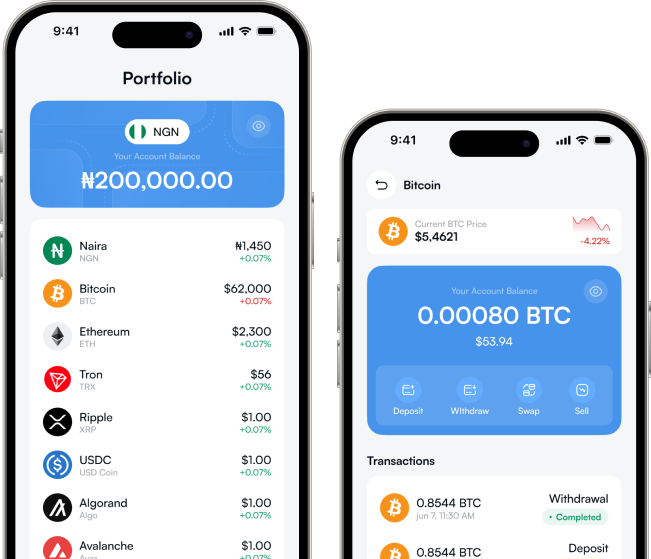 9:41
Portfolio
NGN
Your Account Balance
₦200,000.00
Naira ₦1,450
NGN +0.07%
Bitcoin $62,000
BTC +0.07%
Ethereum $2,300
ETH +0.07%
Tron $56
TRX +0.07%
Ripple $1.00
XRP +0.07%
USDC $1.00
USD Coin +0.07%
Algorand $1.00
Algo +0.07%
Avalanche $1.00
+0.07%
9:41
Bitcoin
Current BTC Price
$5,4621
-4.22%
Your Account Balance
0.00080 BTC
$53.94
Deposit WIthdraw Swap Sell
Transactions
0.8544 BTC Withdrawal
jun 7, 11:30 AM • Completed
0.8544 BTC Deposit